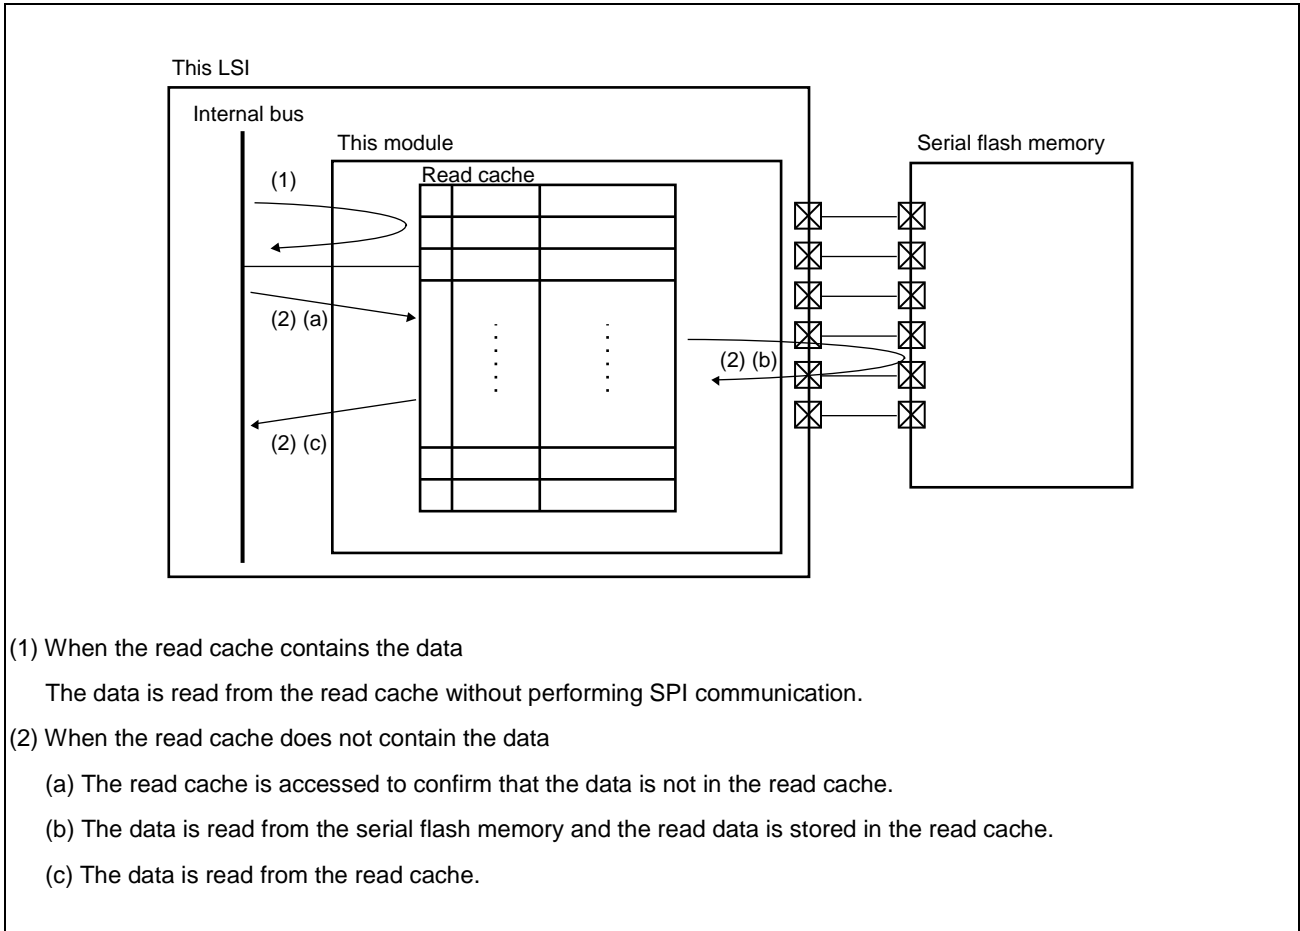 This LSI
Internal bus
This module
Serial flash memory
Read cache
(1)
(2) (a)
(2) (b)
(2) (c)
(1) When the read cache contains the data
The data is read from the read cache without performing SPI communication.
(2) When the read cache does not contain the data
(a) The read cache is accessed to confirm that the data is not in the read cache.
(b) The data is read from the serial flash memory and the read data is stored in the read cache.
(c) The data is read from the read cache.